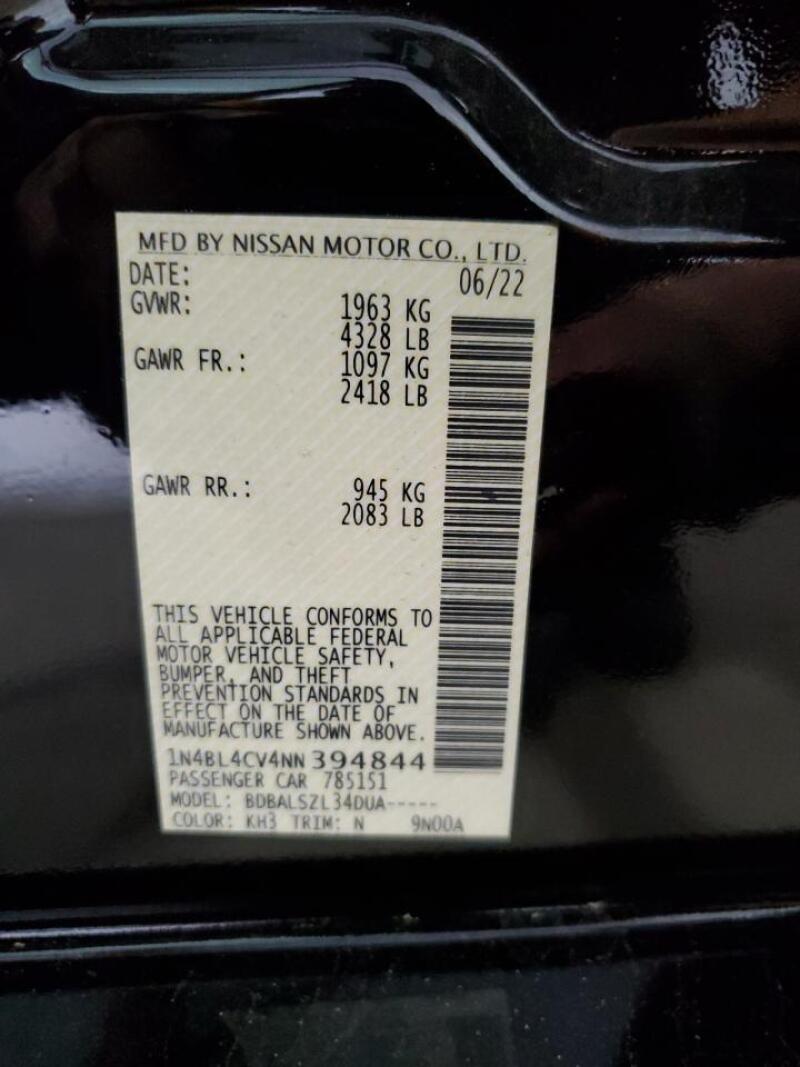 MFD BY NISSAN MOTOR CO., LTD.
DATE: 06/22
GVWR: 1963 KG
4328 LB
GAWR FR.: 1097 KG
2418 LB
GAWR RR.: 945 KG
2083 LB
THIS VEHICLE CONFORMS TO
ALL APPLICABLE FEDERAL
MOTOR VEHICLE SAFETY,
BUMPER, AND THEFT
PREVENTION STANDARDS IN
EFFECT ON THE DATE OF
MANUFACTURE SHOWN ABOVE.
1N4BL4CV4NN 394844
PASSENGER CAR 785151
MODEL: BDBALSZL34DUA-----
COLOR: KH3 TRIM: N 9N00A